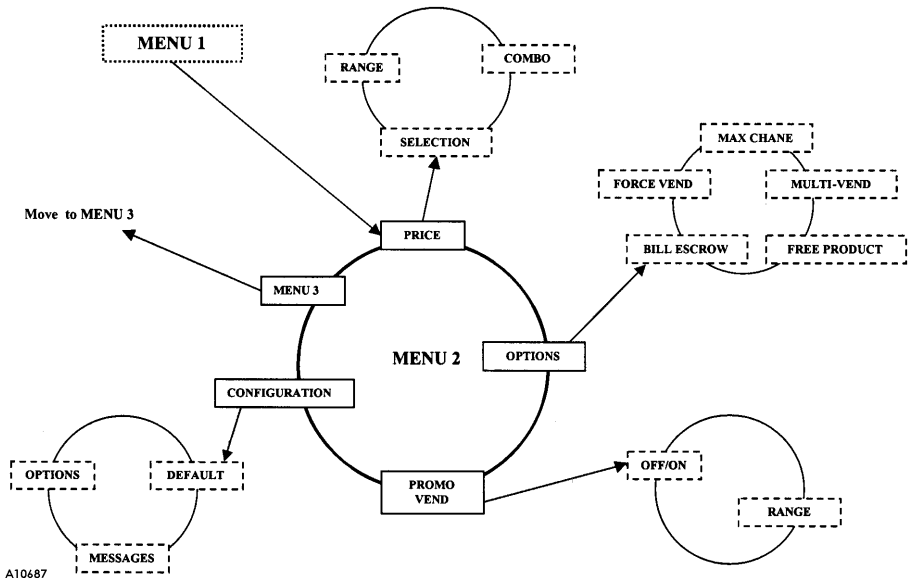 MENU 1
RANGE
COMBO
SELECTION
MAX CHANE
FORCE VEND
MULTI-VEND
Move to MENU 3
PRICE
BILL ESCROW
FREE PRODUCT
MENU 3
MENU 2
OPTIONS
CONFIGURATION
OPTIONS
DEFAULT
PROMO
VEND
OFF/ON
RANGE
MESSAGES
A10687